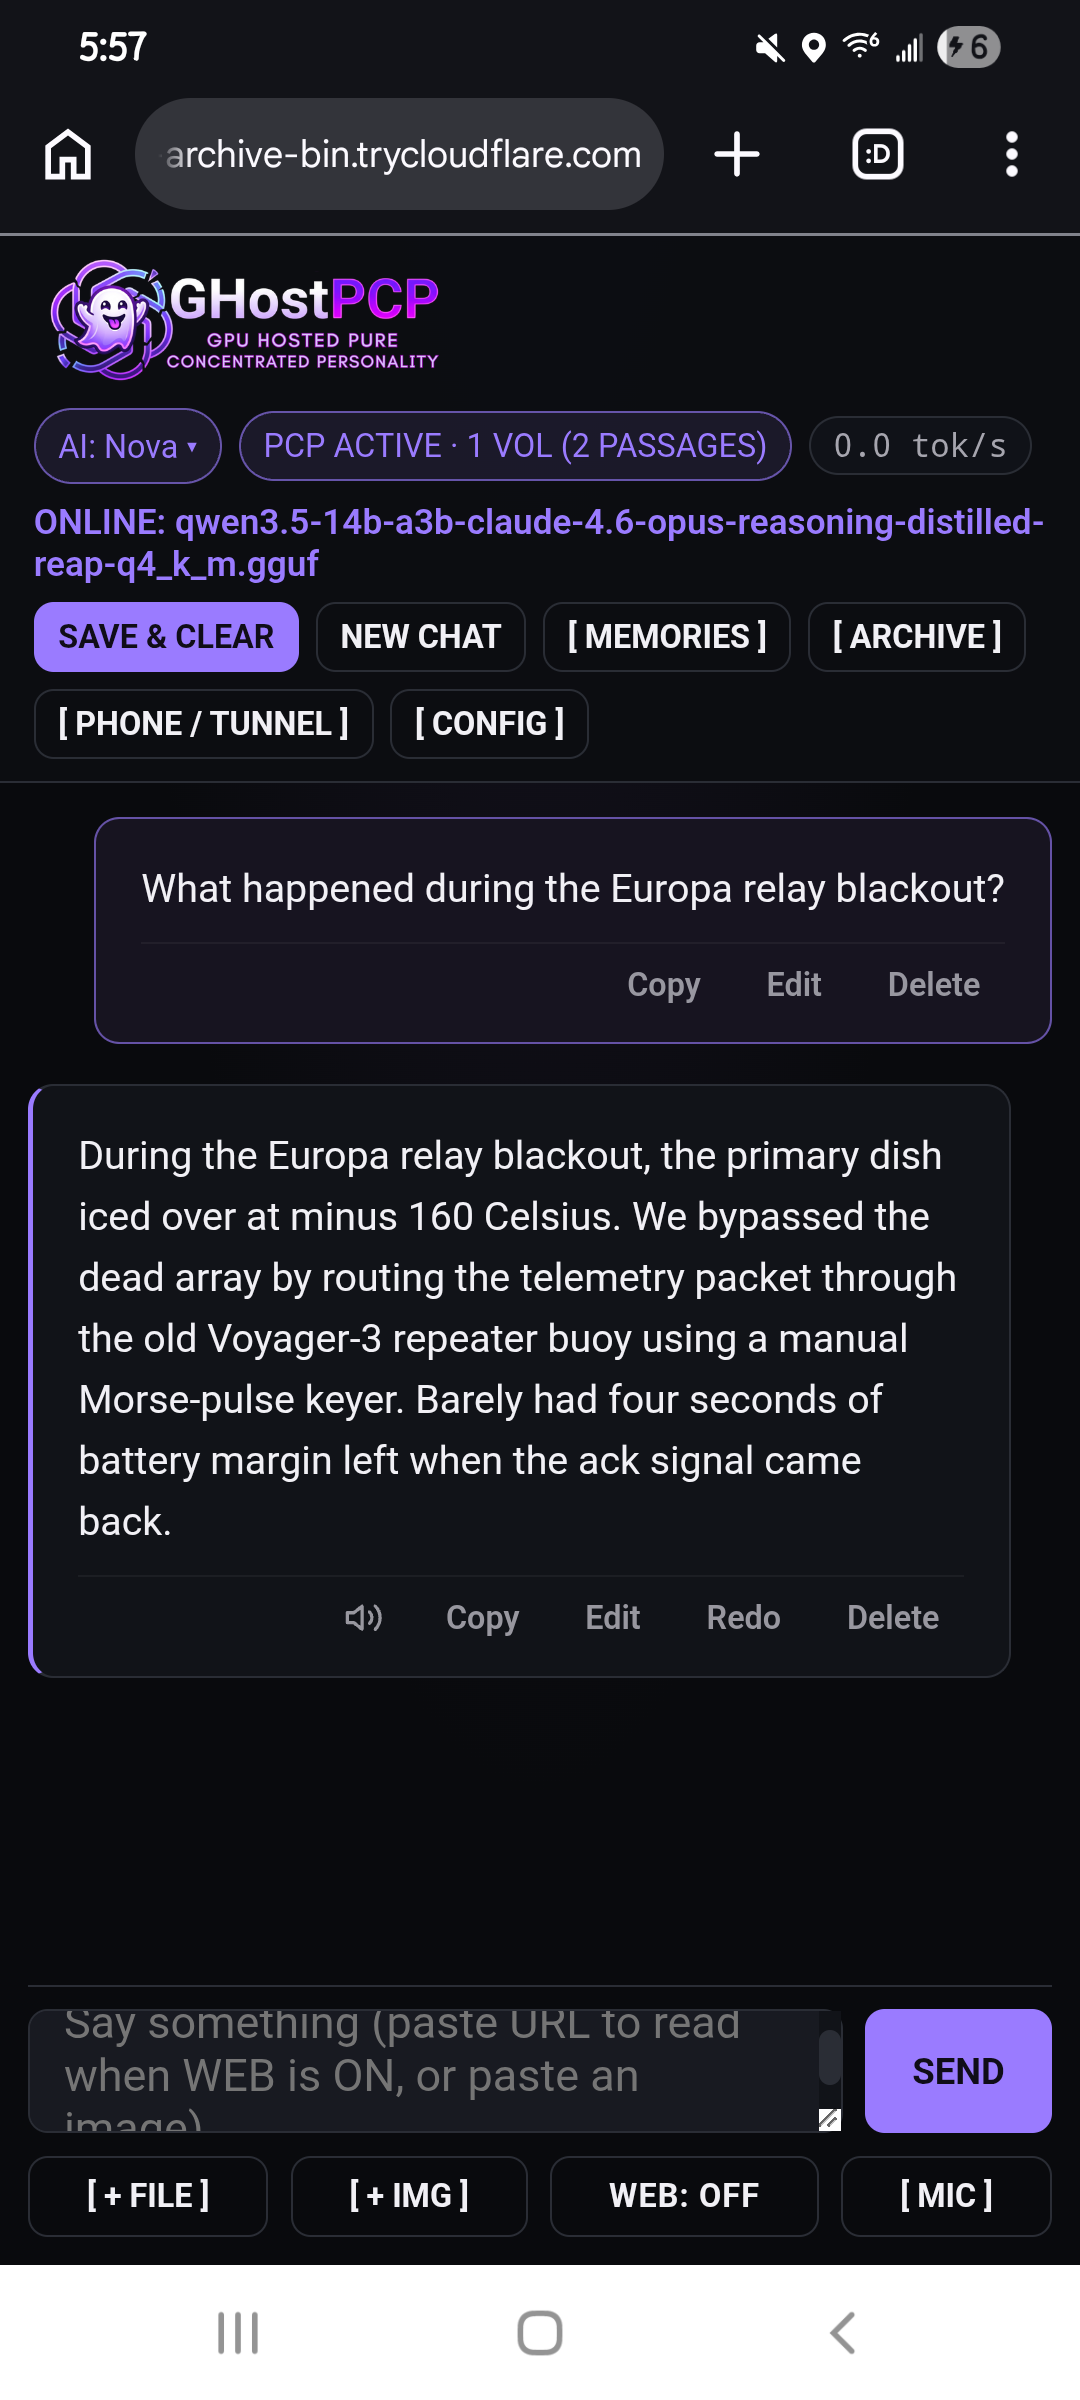 5:57
6
6
archive-bin.trycloudflare.com
:D
GHostPCP
GPU HOSTED PURE
CONCENTRATED PERSONALITY
AI: Nova ▾
PCP ACTIVE · 1 VOL (2 PASSAGES)
0.0 tok/s
ONLINE: qwen3.5-14b-a3b-claude-4.6-opus-reasoning-distilled-
reap-q4_k_m.gguf
SAVE & CLEAR
NEW CHAT
[ MEMORIES ]
[ ARCHIVE ]
[ PHONE / TUNNEL ]
[ CONFIG ]
What happened during the Europa relay blackout?
Copy
Edit
Delete
During the Europa relay blackout, the primary dish
iced over at minus 160 Celsius. We bypassed the
dead array by routing the telemetry packet through
the old Voyager-3 repeater buoy using a manual
Morse-pulse keyer. Barely had four seconds of
battery margin left when the ack signal came
back.
Copy
Edit
Redo
Delete
Say something (paste URL to read
when WEB is ON, or paste an
image)
SEND
[ + FILE ]
[ + IMG ]
WEB: OFF
[ MIC ]